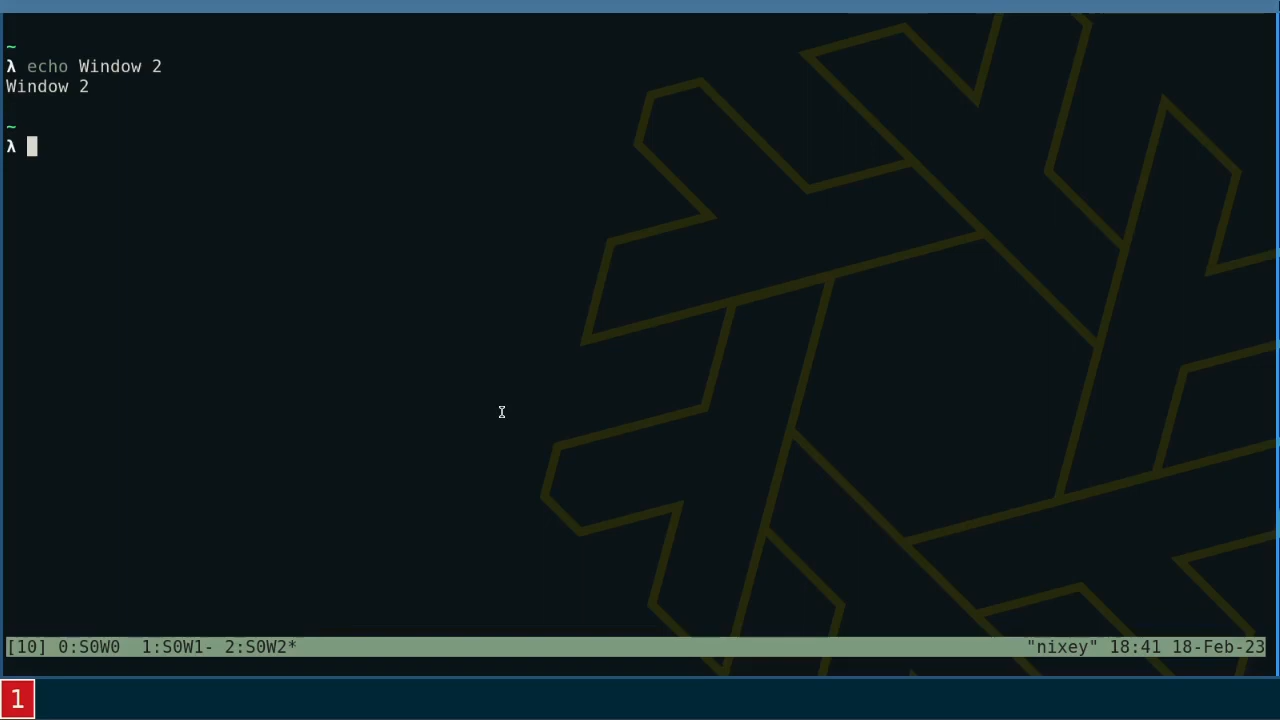 ~
λ echo Window 2
Window 2
~
λ
[10] 0:S0W0  1:S0W1- 2:S0W2* "nixey" 18:41 18-Feb-23
1